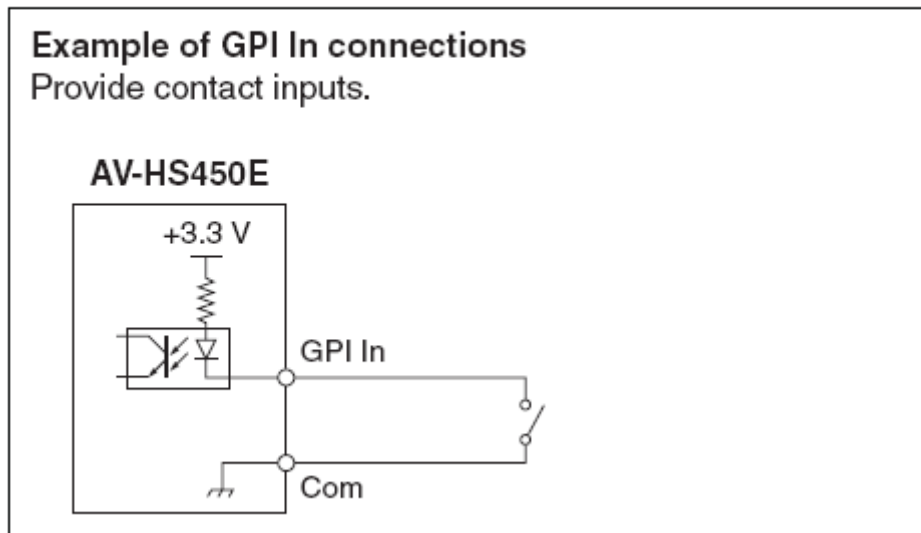 Example of GPI In connections
Provide contact inputs.
AV-HS450E
+3.3 V
GPI In
Com